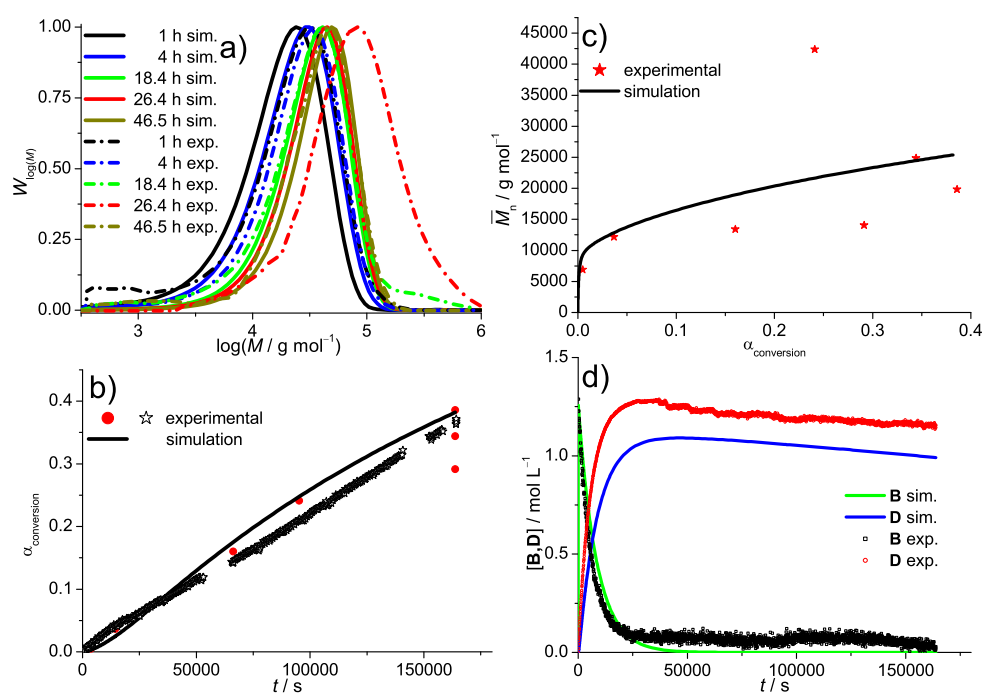 a)
1 h sim.
4 h sim.
18.4 h sim.
26.4 h sim.
46.5 h sim.
1 h exp.
4 h exp.
18.4 h exp.
26.4 h exp.
46.5 h exp.
1.00
0.75
0.50
0.25
0.00
W log(M)
3 4 5 6
log(M / g mol⁻¹)
c)
experimental
simulation
45000
40000
35000
30000
25000
20000
15000
10000
5000
0
M̅n / g mol⁻¹
0.0 0.1 0.2 0.3 0.4
α conversion
b)
experimental
simulation
0.4
0.3
0.2
0.1
0.0
α conversion
0 50000 100000 150000
t / s
d)
1.5
1.0
0.5
0.0
[B,D] / mol L⁻¹
B sim.
D sim.
B exp.
D exp.
0 50000 100000 150000
t / s